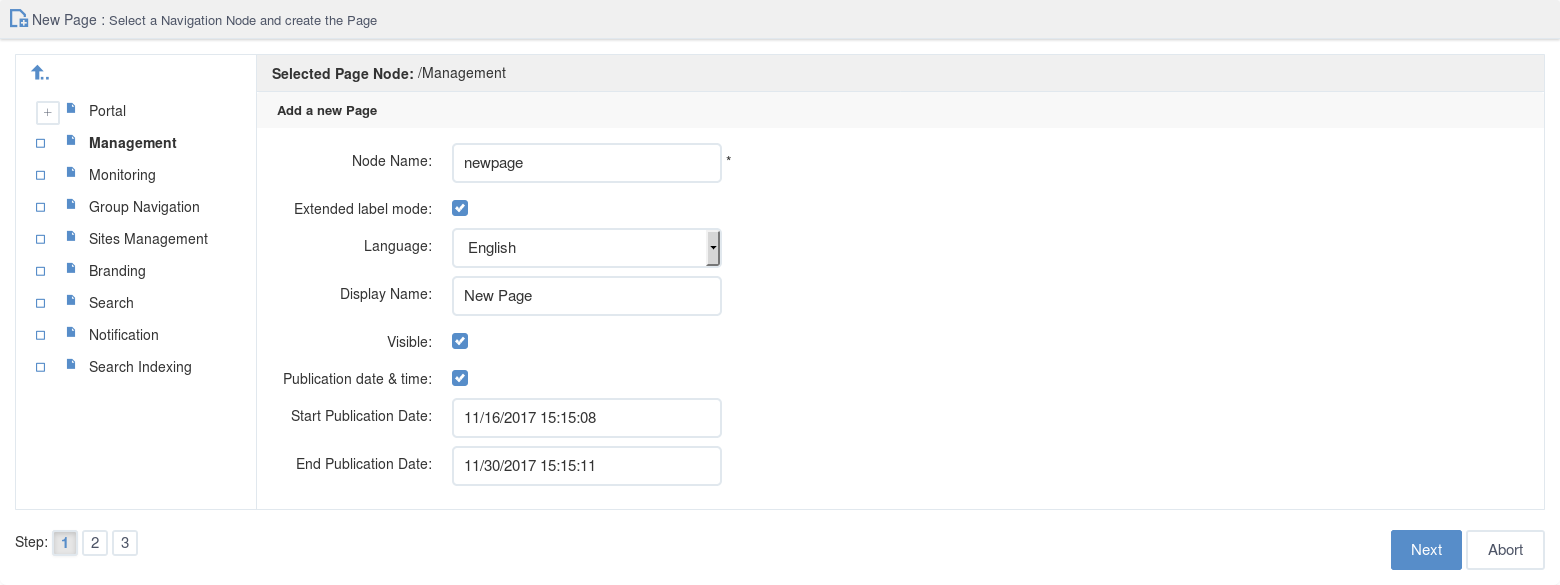 New Page : Select a Navigation Node and create the Page
..
Selected Page Node: /Management
+ Portal
Management
Monitoring
Group Navigation
Sites Management
Branding
Search
Notification
Search Indexing
Add a new Page
Node Name: newpage *
Extended label mode:
Language: English
Display Name: New Page
Visible:
Publication date & time:
Start Publication Date: 11/16/2017 15:15:08
End Publication Date: 11/30/2017 15:15:11
Step: 1 2 3
Next Abort